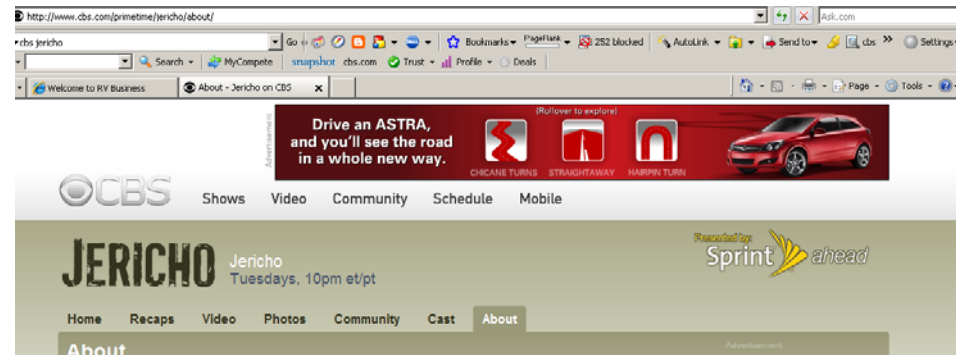 http://www.cbs.com/primetime/jericho/about/ Ask.com
cbs jericho Go Bookmarks PageRank 252 blocked AutoLink Send to cbs Settings
Search MyCompete snapshot cbs.com Trust Profile Deals
Welcome to RV Business About - Jericho on CBS x Page Tools
Advertisement
(Rollover to explore)
Drive an ASTRA,
and you'll see the road
in a whole new way.
CHICANE TURNS STRAIGHTAWAY HAIRPIN TURN
CBS Shows Video Community Schedule Mobile
JERICHO
Jericho
Tuesdays, 10pm et/pt
Presented by:
Sprint ahead
Home Recaps Video Photos Community Cast About
About
Advertisement